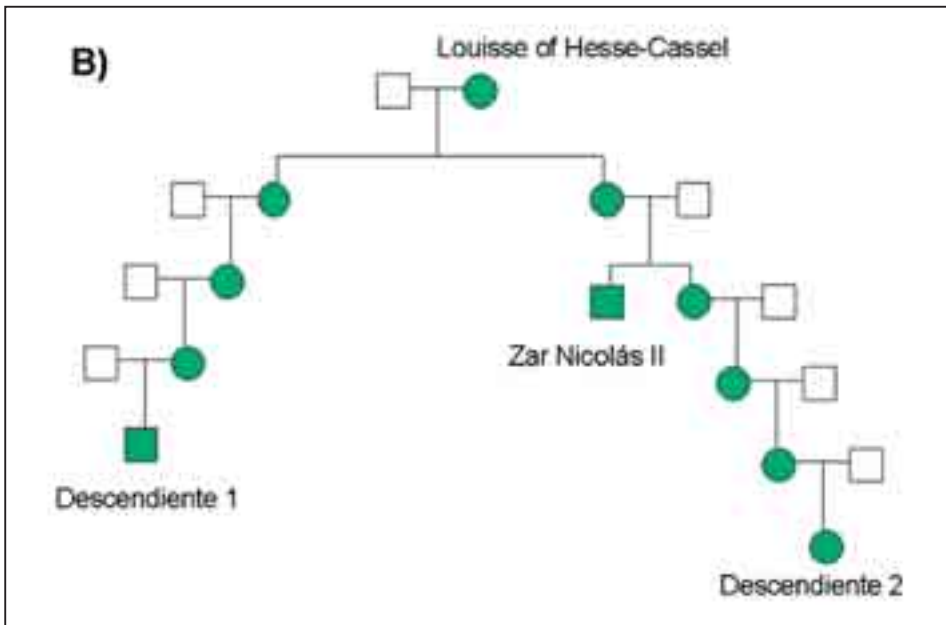 B)
Louisse of Hesse-Cassel
Zar Nicolás II
Descendiente 1
Descendiente 2